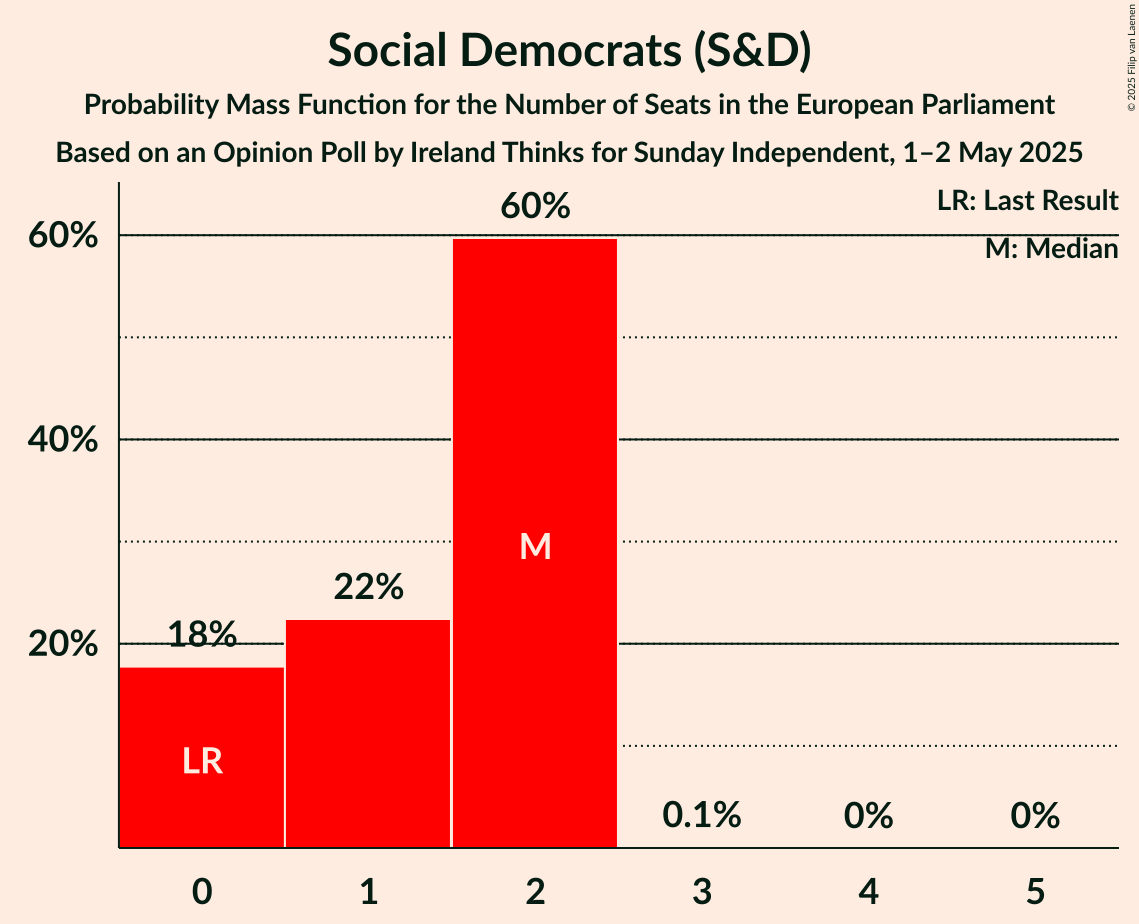 Social Democrats (S&D)
Probability Mass Function for the Number of Seats in the European Parliament
Based on an Opinion Poll by Ireland Thinks for Sunday Independent, 1–2 May 2025
© 2025 Filip van Laenen
LR: Last Result
M: Median
60%
40%
20%
18%
22%
60%
0.1%
0%
0%
LR
M
0
1
2
3
4
5